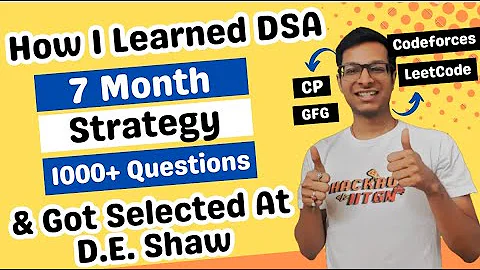 How I Learned DSA
7 Month
Strategy
1000+ Questions
& Got Selected At
D.E. Shaw
Codeforces
LeetCode
CP
GFG